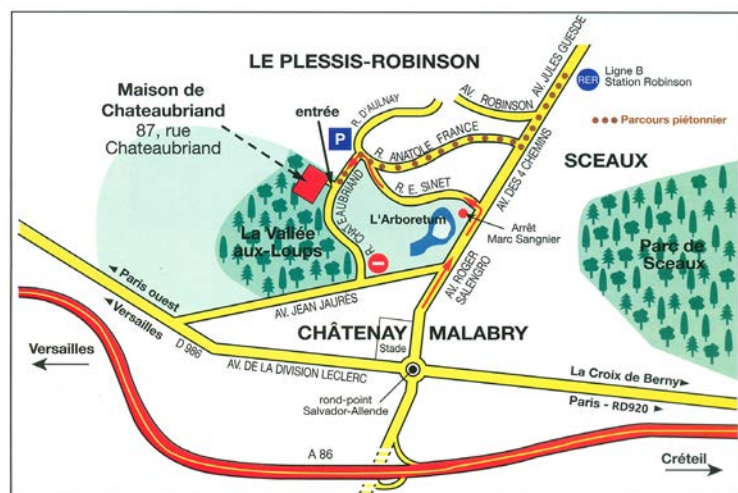 LE PLESSIS-ROBINSON
Maison de
Chateaubriand
87, rue
Chateaubriand
entrée
P
R. D'AULNAY
AV. ROBINSON
AV. JULES GUESDE
RER
Ligne B
Station Robinson
Parcours piétonnier
R. ANATOLE FRANCE
SCEAUX
R. E. SINET
AV. DES 4 CHEMINS
R. CHATEAUBRIAND
L'Arboretum
Arrêt
Marc Sangnier
La Vallée
aux-Loups
Parc de
Sceaux
Paris ouest
Versailles
AV. JEAN JAURÈS
AV. ROGER
SALENGRO
CHÂTENAY MALABRY
Stade
Versailles
D 986
AV. DE LA DIVISION LECLERC
La Croix de Berny
Paris - RD920
rond-point
Salvador-Allende
A 86
Créteil